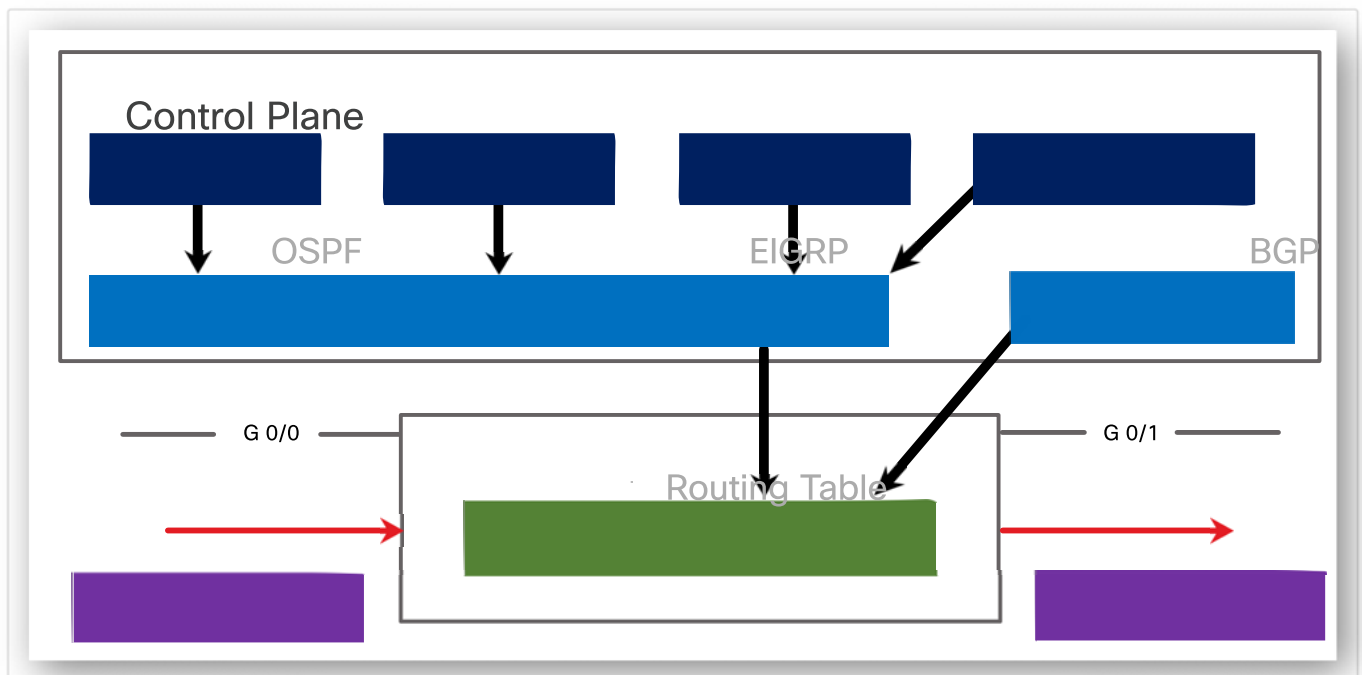 Control Plane
OSPF EIGRP BGP
G 0/0 G 0/1
Routing Table